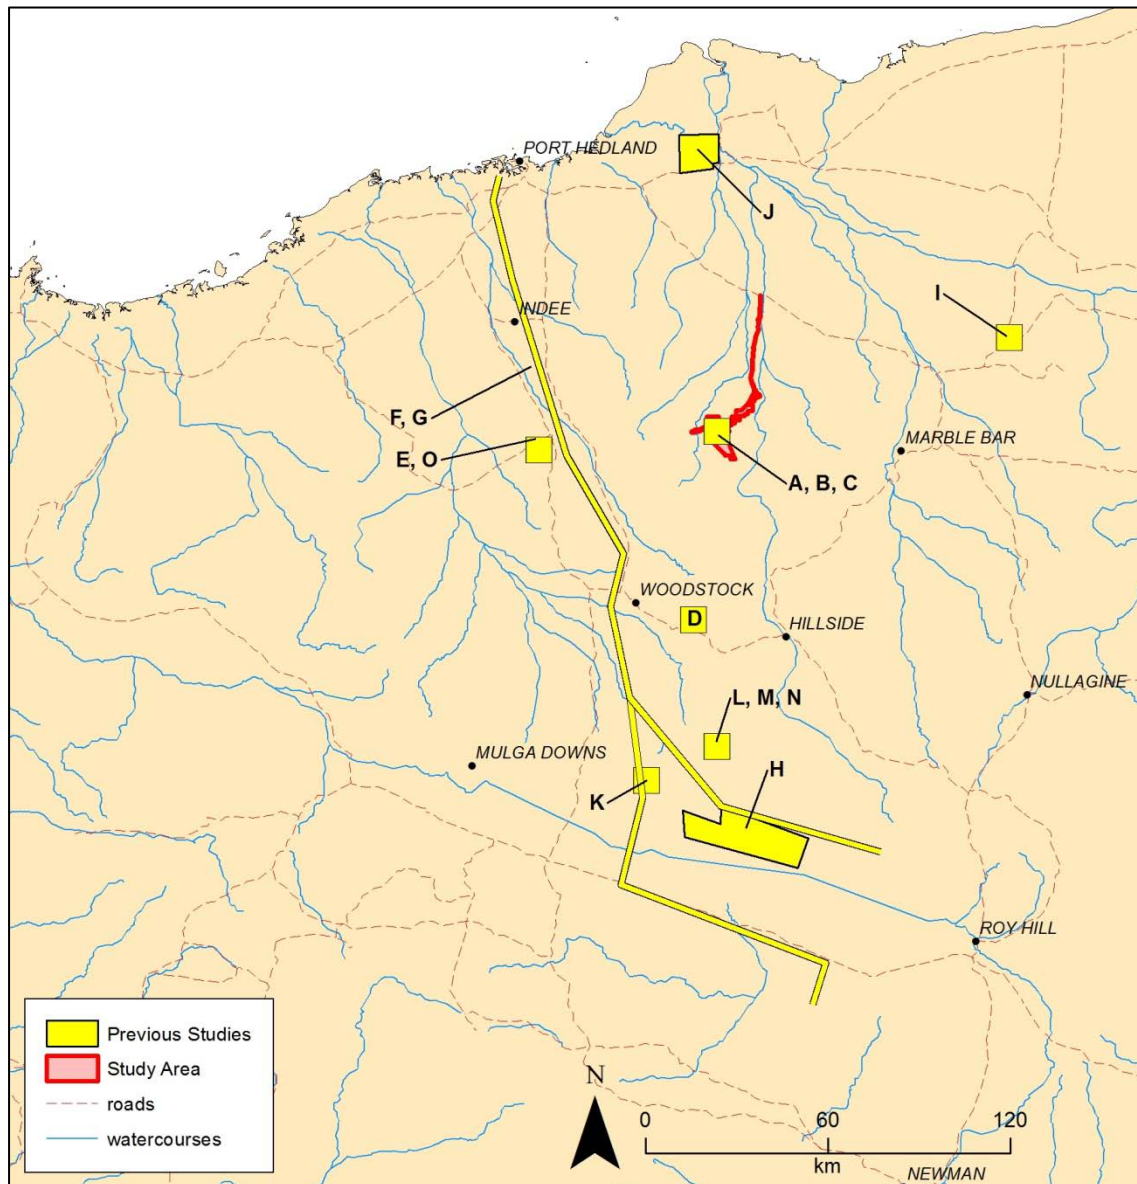 PORT HEDLAND
J
I
INDEE
F, G
E, O
MARBLE BAR
A, B, C
WOODSTOCK
D
HILLSIDE
NULLAGINE
L, M, N
MULGA DOWNS
H
K
ROY HILL
Previous Studies
Study Area
roads
watercourses
N
0 60 120
km
NEWMAN